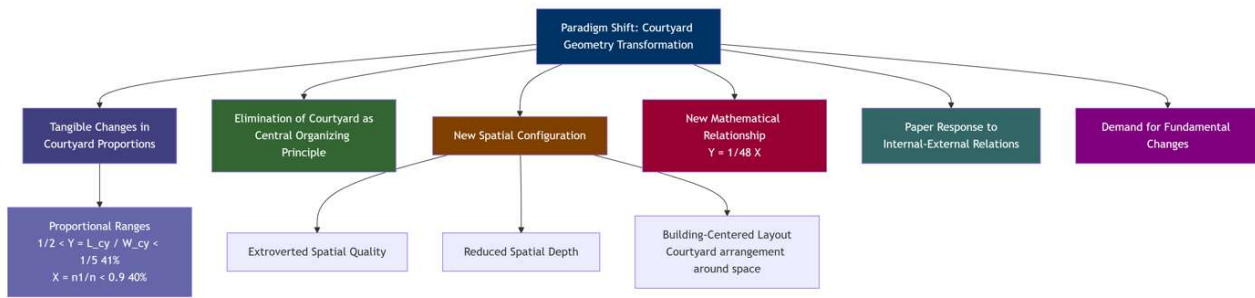 Paradigm Shift: Courtyard
Geometry Transformation
Tangible Changes in
Courtyard Proportions
Elimination of Courtyard as
Central Organizing
Principle
New Spatial Configuration
New Mathematical
Relationship
Y = 1/48 X
Paper Response to
Internal-External Relations
Demand for Fundamental
Changes
Proportional Ranges
1/2 < Y = L_cy / W_cy <
1/5 41%
X = n1/n < 0.9 40%
Extroverted Spatial Quality
Reduced Spatial Depth
Building-Centered Layout
Courtyard arrangement
around space